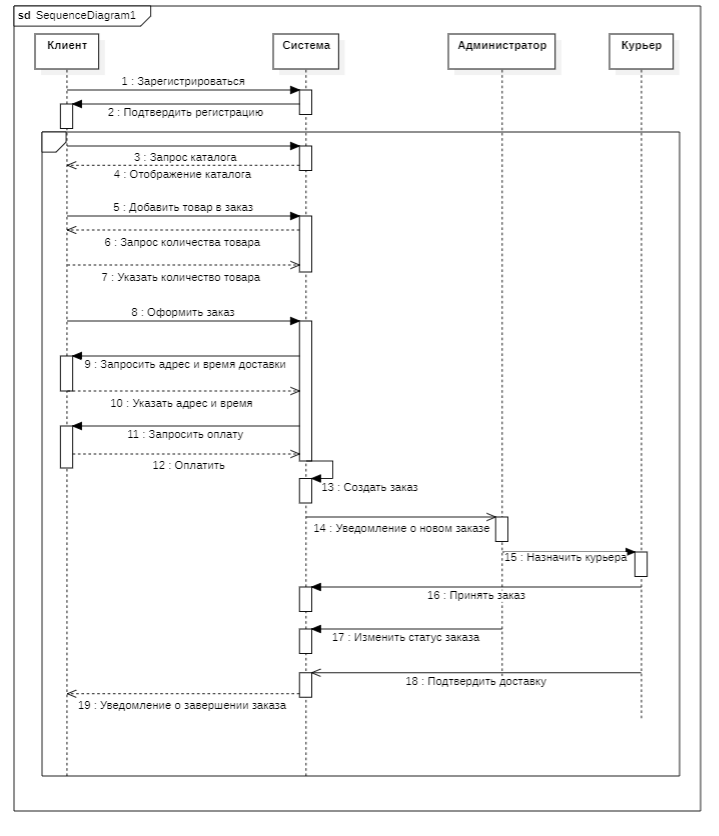 sd SequenceDiagram1
Клиент
Система
Администратор
Курьер
1 : Зарегистрироваться
2 : Подтвердить регистрацию
3 : Запрос каталога
4 : Отображение каталога
5 : Добавить товар в заказ
6 : Запрос количества товара
7 : Указать количество товара
8 : Оформить заказ
9 : Запросить адрес и время доставки
10 : Указать адрес и время
11 : Запросить оплату
12 : Оплатить
13 : Создать заказ
14 : Уведомление о новом заказе
15 : Назначить курьера
16 : Принять заказ
17 : Изменить статус заказа
18 : Подтвердить доставку
19 : Уведомление о завершении заказа